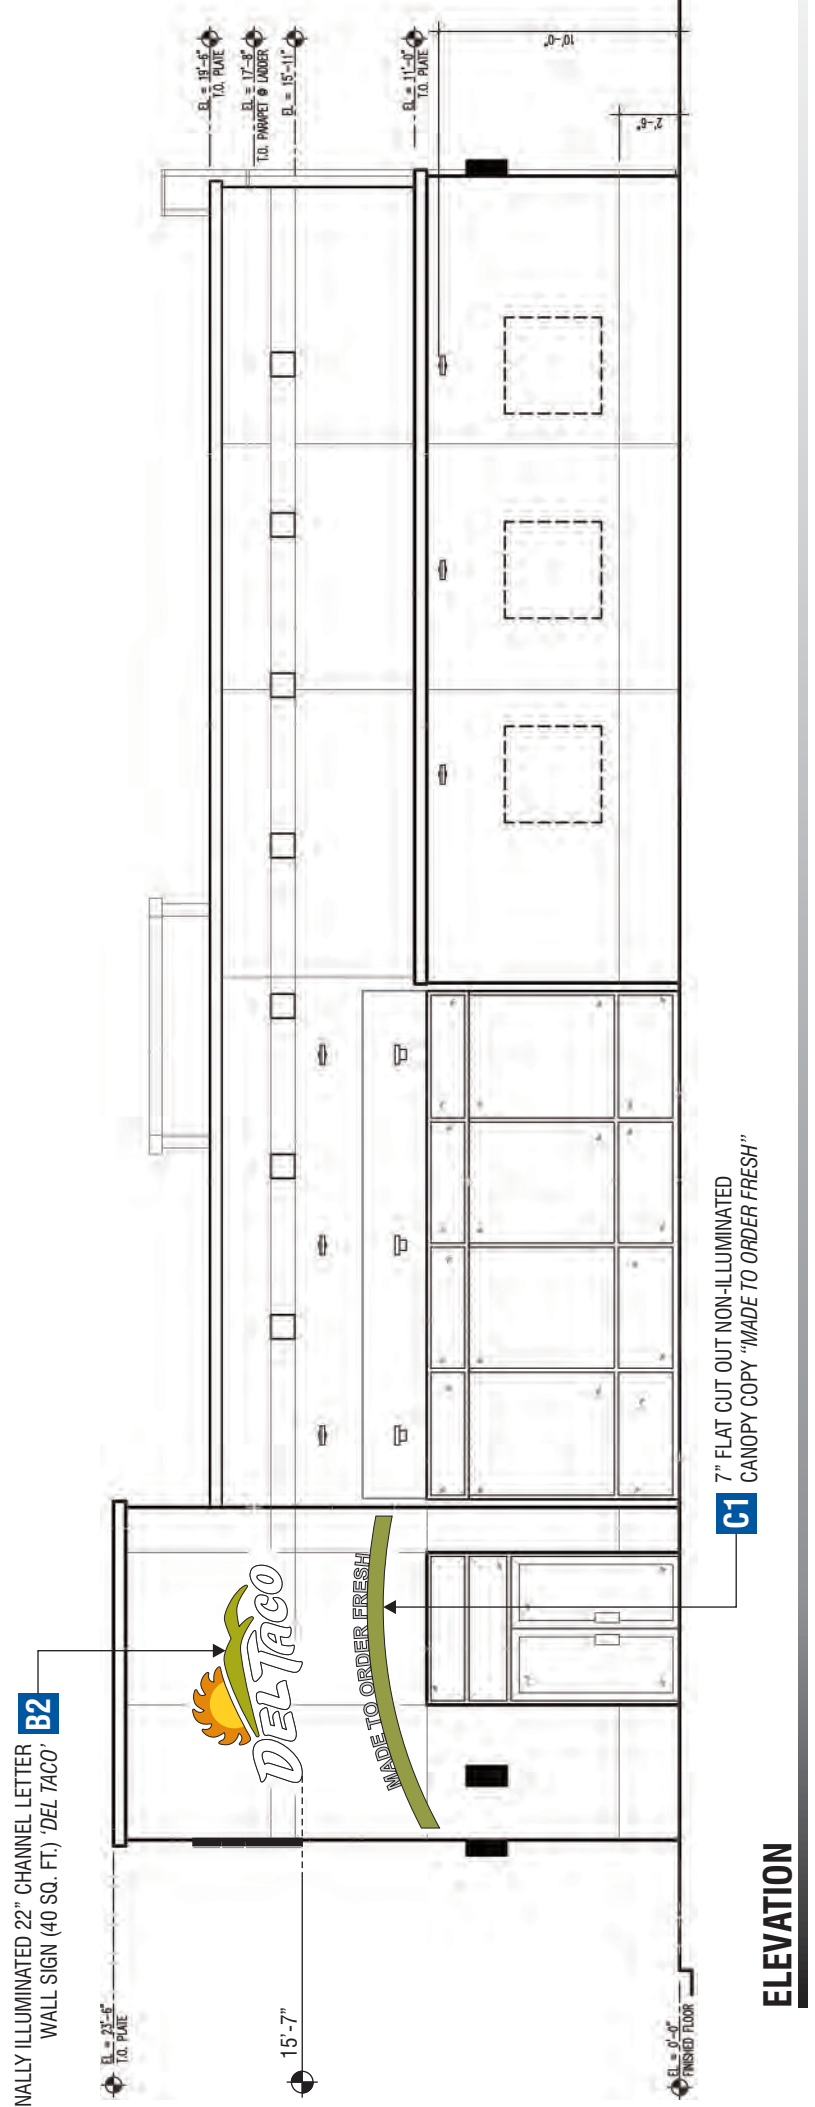 NALLY ILLUMINATED 22” CHANNEL LETTER
WALL SIGN (40 SQ. FT.) ‘DEL TACO’
B2
EL = 23'-6"
T.O. PLATE
15’-7”
EL = 0'-0"
FINISHED FLOOR
DEL TACO
MADE TO ORDER FRESH
C1
7” FLAT CUT OUT NON-ILLUMINATED
CANOPY COPY “MADE TO ORDER FRESH”
EL = 19'-6"
T.O. PLATE
EL = 17'-8"
T.O. PARAPET @ LADDER
EL = 15'-11"
EL = 11'-0"
T.O. PLATE
10'-0"
2'-6"
ELEVATION